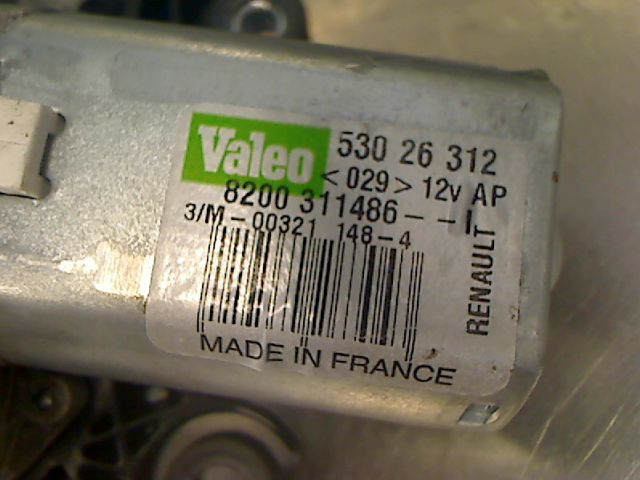 Valeo 530 26 312
<029> 12v AP
8200 311486--I
3/M-00321 148-4
RENAULT
MADE IN FRANCE